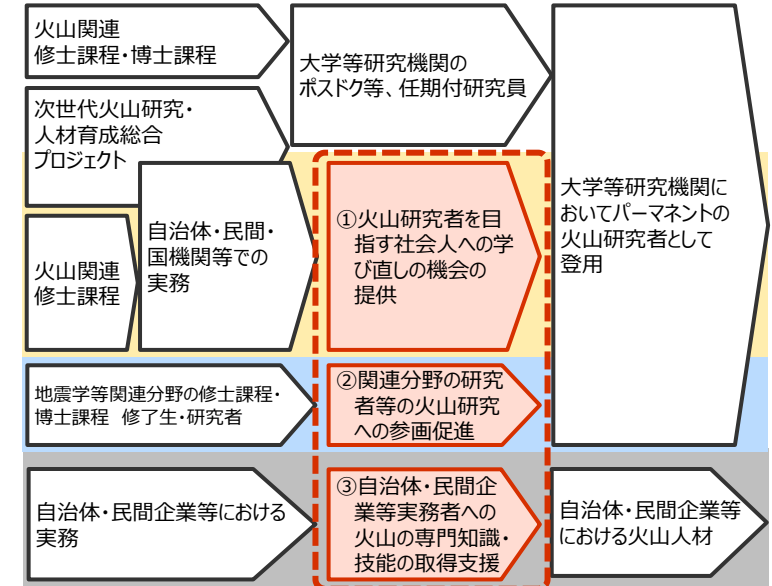 火山関連
修士課程・博士課程
大学等研究機関の
ポスドク等、任期付研究員
次世代火山研究・
人材育成総合
プロジェクト
火山関連
修士課程
自治体・民間・
国機関等での
実務
①火山研究者を目
指す社会人への学
び直しの機会の
提供
大学等研究機関に
おいてパーマネントの
火山研究者として
登用
地震学等関連分野の修士課程・
博士課程 修了生・研究者
②関連分野の研究
者等の火山研究
への参画促進
自治体・民間企業等における
実務
③自治体・民間企
業等実務者への
火山の専門知識・
技能の取得支援
自治体・民間企業等
における火山人材